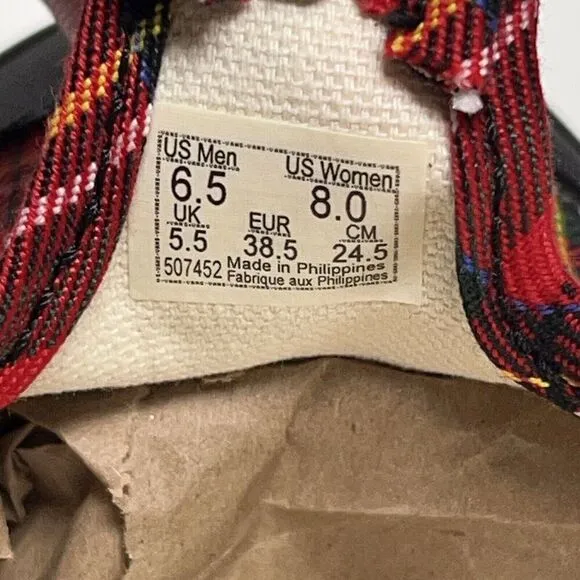 US Men US Women
6.5 8.0
UK EUR CM
5.5 38.5 24.5
507452 Made in Philippines
Fabrique aux Philippines